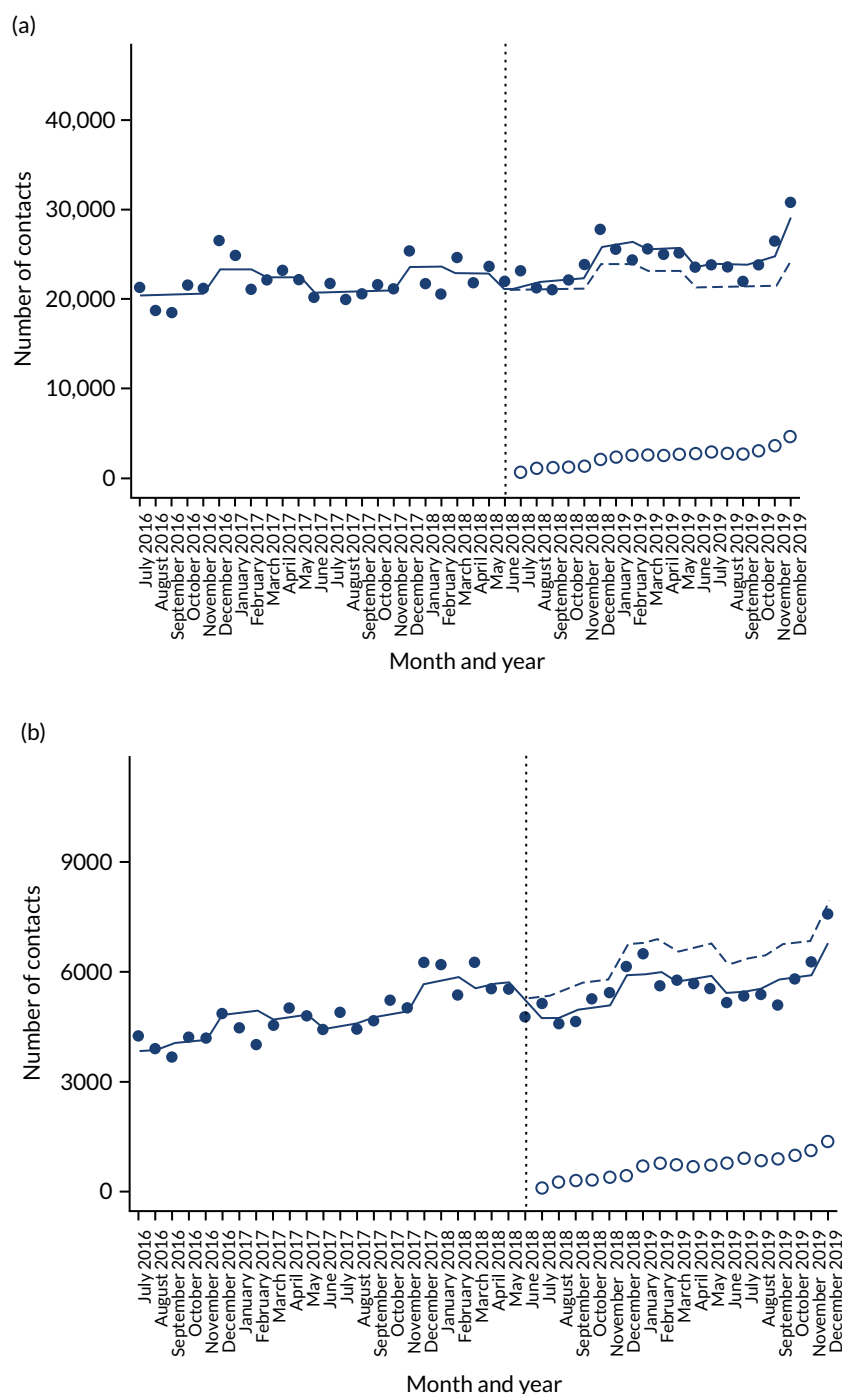 (a)
Number of contacts
40,000
30,000
20,000
10,000
0
July 2016
August 2016
September 2016
October 2016
November 2016
December 2016
January 2017
February 2017
March 2017
April 2017
May 2017
June 2017
July 2017
August 2017
September 2017
October 2017
November 2017
December 2017
January 2018
February 2018
March 2018
April 2018
May 2018
June 2018
July 2018
August 2018
September 2018
October 2018
November 2018
December 2018
January 2019
February 2019
March 2019
April 2019
May 2019
June 2019
July 2019
August 2019
September 2019
October 2019
November 2019
December 2019
Month and year
(b)
Number of contacts
9000
6000
3000
0
July 2016
August 2016
September 2016
October 2016
November 2016
December 2016
January 2017
February 2017
March 2017
April 2017
May 2017
June 2017
July 2017
August 2017
September 2017
October 2017
November 2017
December 2017
January 2018
February 2018
March 2018
April 2018
May 2018
June 2018
July 2018
August 2018
September 2018
October 2018
November 2018
December 2018
January 2019
February 2019
March 2019
April 2019
May 2019
June 2019
July 2019
August 2019
September 2019
October 2019
November 2019
December 2019
Month and year